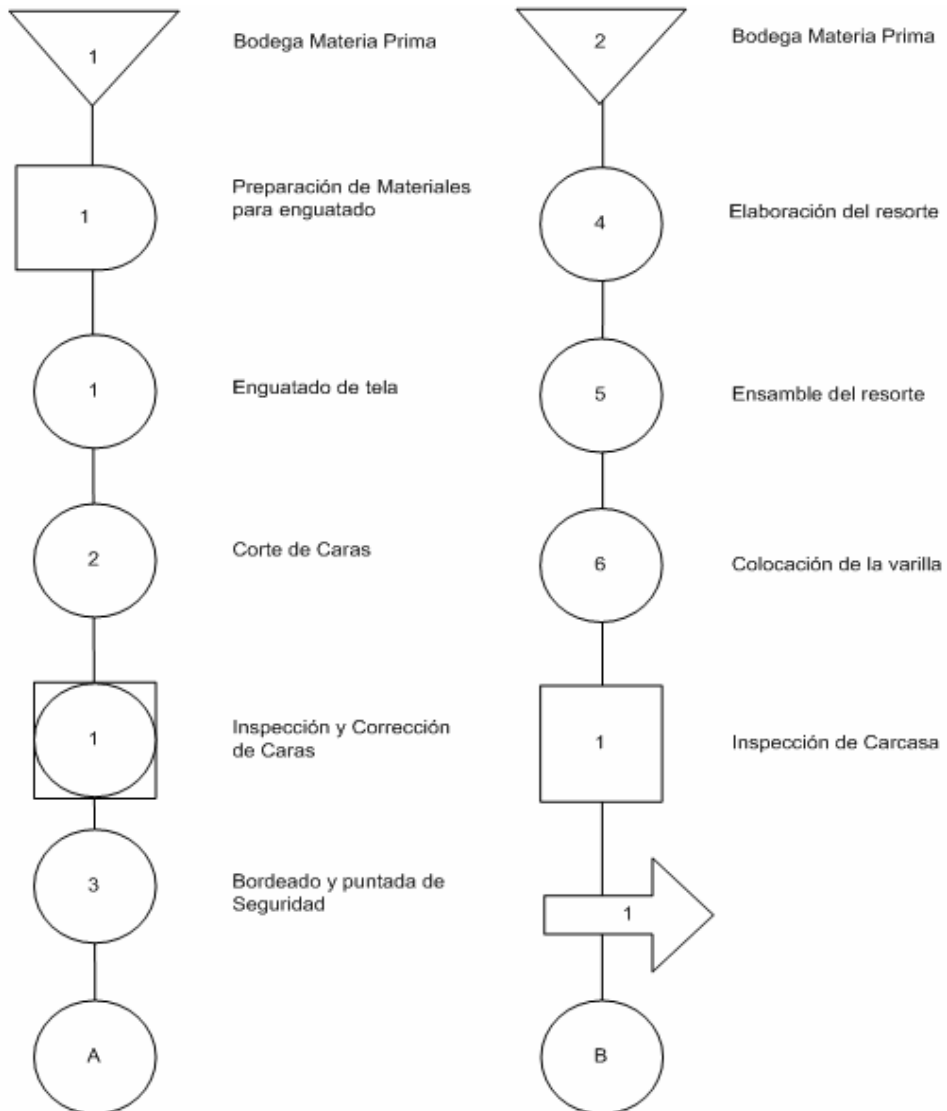 1
Bodega Materia Prima
1
Preparación de Materiales
para enguatado
1
Enguatado de tela
2
Corte de Caras
1
Inspección y Corrección
de Caras
3
Bordeado y puntada de
Seguridad
A
2
Bodega Materia Prima
4
Elaboración del resorte
5
Ensamble del resorte
6
Colocación de la varilla
1
Inspección de Carcasa
1
B